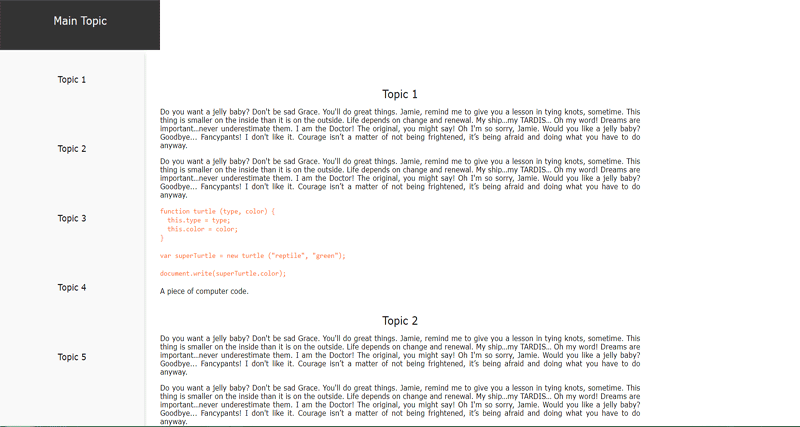 Main Topic
Topic 1
Topic 2
Topic 3
Topic 4
Topic 5
Topic 1
Do you want a jelly baby? Don't be sad Grace. You'll do great things. Jamie, remind me to give you a lesson in tying knots, sometime. This
thing is smaller on the inside than it is on the outside. Life depends on change and renewal. My ship…my TARDIS… Oh my word! Dreams are
important…never underestimate them. I am the Doctor! The original, you might say! Oh I'm so sorry, Jamie. Would you like a jelly baby?
Goodbye... Fancypants! I don't like it. Courage isn't a matter of not being frightened, it's being afraid and doing what you have to do
anyway.
Do you want a jelly baby? Don't be sad Grace. You'll do great things. Jamie, remind me to give you a lesson in tying knots, sometime. This
thing is smaller on the inside than it is on the outside. Life depends on change and renewal. My ship…my TARDIS… Oh my word! Dreams are
important…never underestimate them. I am the Doctor! The original, you might say! Oh I'm so sorry, Jamie. Would you like a jelly baby?
Goodbye... Fancypants! I don't like it. Courage isn't a matter of not being frightened, it's being afraid and doing what you have to do
anyway.
function turtle (type, color) {
  this.type = type;
  this.color = color;
}
var superTurtle = new turtle ("reptile", "green");
document.write(superTurtle.color);
A piece of computer code.
Topic 2
Do you want a jelly baby? Don't be sad Grace. You'll do great things. Jamie, remind me to give you a lesson in tying knots, sometime. This
thing is smaller on the inside than it is on the outside. Life depends on change and renewal. My ship…my TARDIS… Oh my word! Dreams are
important…never underestimate them. I am the Doctor! The original, you might say! Oh I'm so sorry, Jamie. Would you like a jelly baby?
Goodbye... Fancypants! I don't like it. Courage isn't a matter of not being frightened, it's being afraid and doing what you have to do
anyway.
Do you want a jelly baby? Don't be sad Grace. You'll do great things. Jamie, remind me to give you a lesson in tying knots, sometime. This
thing is smaller on the inside than it is on the outside. Life depends on change and renewal. My ship…my TARDIS… Oh my word! Dreams are
important…never underestimate them. I am the Doctor! The original, you might say! Oh I'm so sorry, Jamie. Would you like a jelly baby?
Goodbye... Fancypants! I don't like it. Courage isn't a matter of not being frightened, it's being afraid and doing what you have to do
anyway.